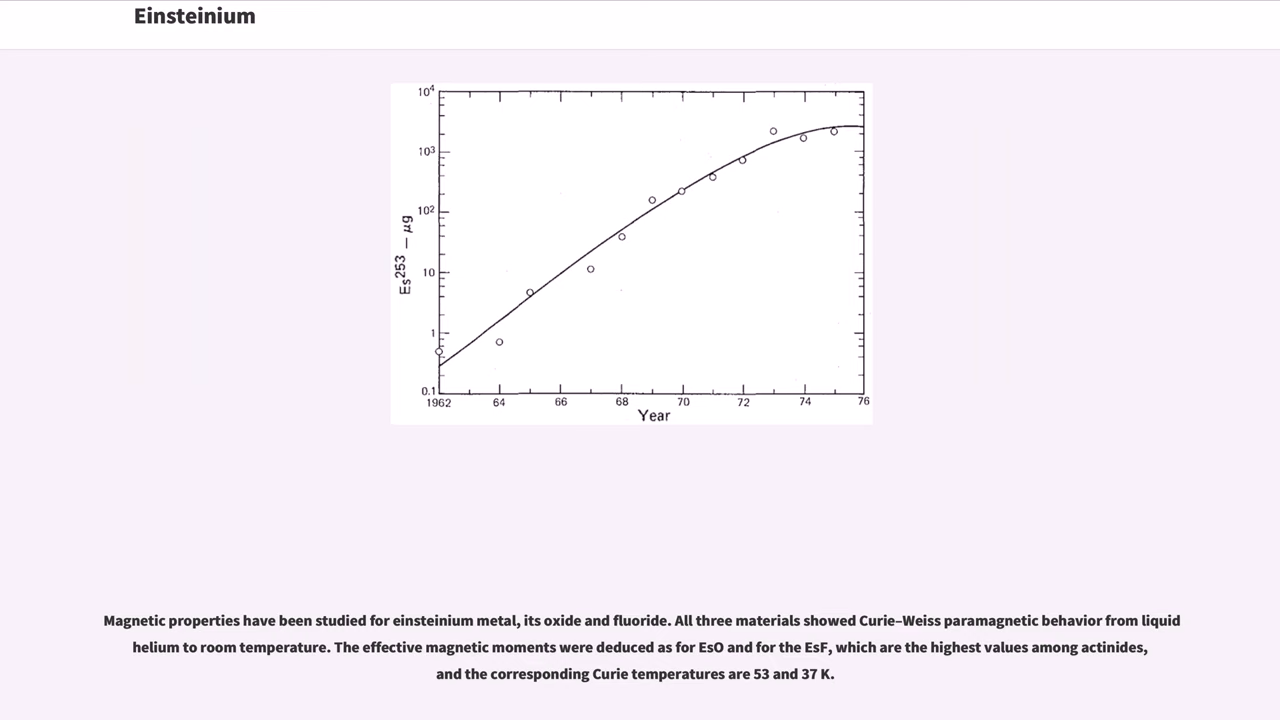 Einsteinium
10⁴
10³
10²
10
1
0.1
Es²⁵³ — μg
1962 64 66 68 70 72 74 76
Year
Magnetic properties have been studied for einsteinium metal, its oxide and fluoride. All three materials showed Curie–Weiss paramagnetic behavior from liquid
helium to room temperature. The effective magnetic moments were deduced as for EsO and for the EsF, which are the highest values among actinides,
and the corresponding Curie temperatures are 53 and 37 K.